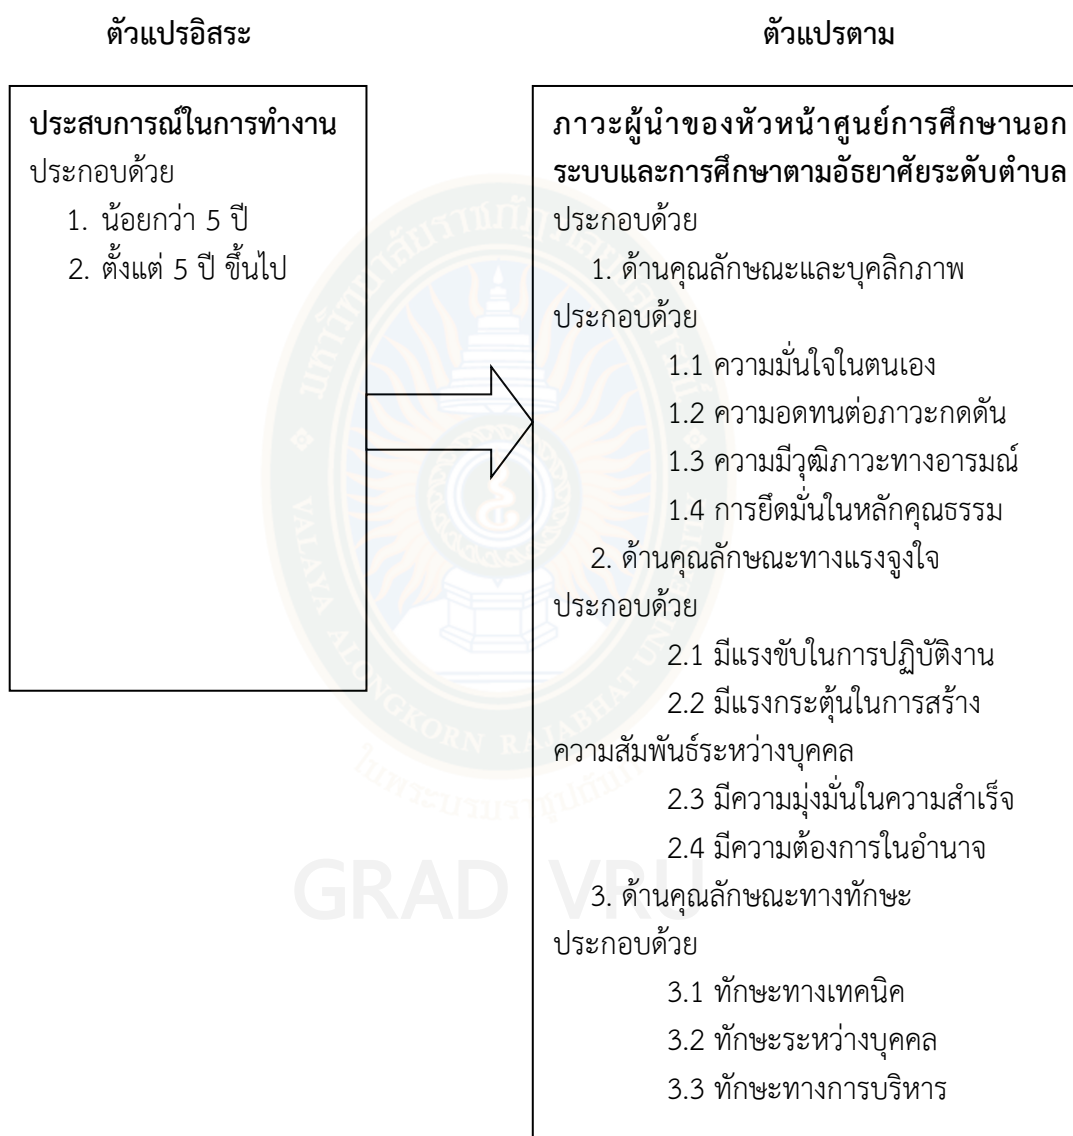 ตัวแปรอิสระ
ตัวแปรตาม
ประสบการณ์ในการทำงาน
ประกอบด้วย
1. น้อยกว่า 5 ปี
2. ตั้งแต่ 5 ปี ขึ้นไป
ภาวะผู้นำของหัวหน้าศูนย์การศึกษานอก
ระบบและการศึกษาตามอัธยาศัยระดับตำบล
ประกอบด้วย
1. ด้านคุณลักษณะและบุคลิกภาพ
ประกอบด้วย
1.1 ความมั่นใจในตนเอง
1.2 ความอดทนต่อภาวะกดดัน
1.3 ความมีวุฒิภาวะทางอารมณ์
1.4 การยึดมั่นในหลักคุณธรรม
2. ด้านคุณลักษณะทางแรงจูงใจ
ประกอบด้วย
2.1 มีแรงขับในการปฏิบัติงาน
2.2 มีแรงกระตุ้นในการสร้าง
ความสัมพันธ์ระหว่างบุคคล
2.3 มีความมุ่งมั่นในความสำเร็จ
2.4 มีความต้องการในอำนาจ
3. ด้านคุณลักษณะทางทักษะ
ประกอบด้วย
3.1 ทักษะทางเทคนิค
3.2 ทักษะระหว่างบุคคล
3.3 ทักษะทางการบริหาร
VALAYA ALONGKORN RAJABHAT
GRAD VRU